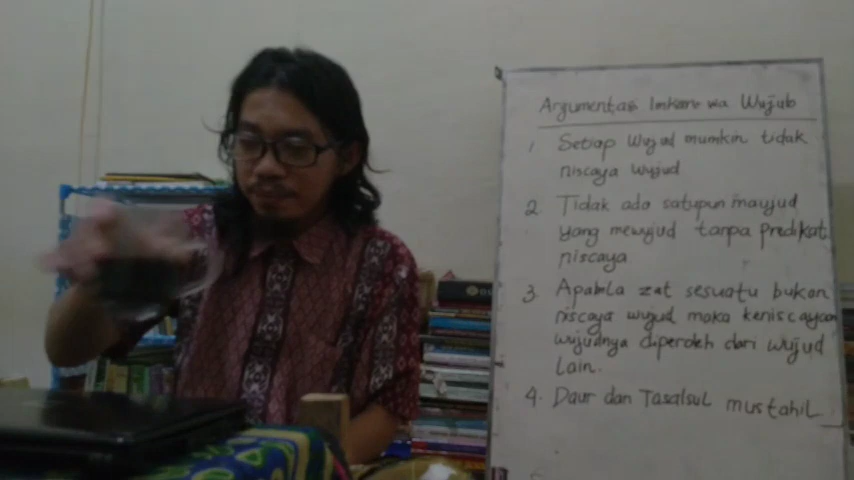 Argumentasi Imkan wa Wujub
1. Setiap Wujud mumkin tidak
niscaya wujud
2. Tidak ada satupun maujud
yang mewujud tanpa predikat
niscaya
3. Apabila zat sesuatu bukan
niscaya wujud maka keniscayaan
wujudnya diperoleh dari wujud
Lain.
4. Daur dan Tasalsul mustahil